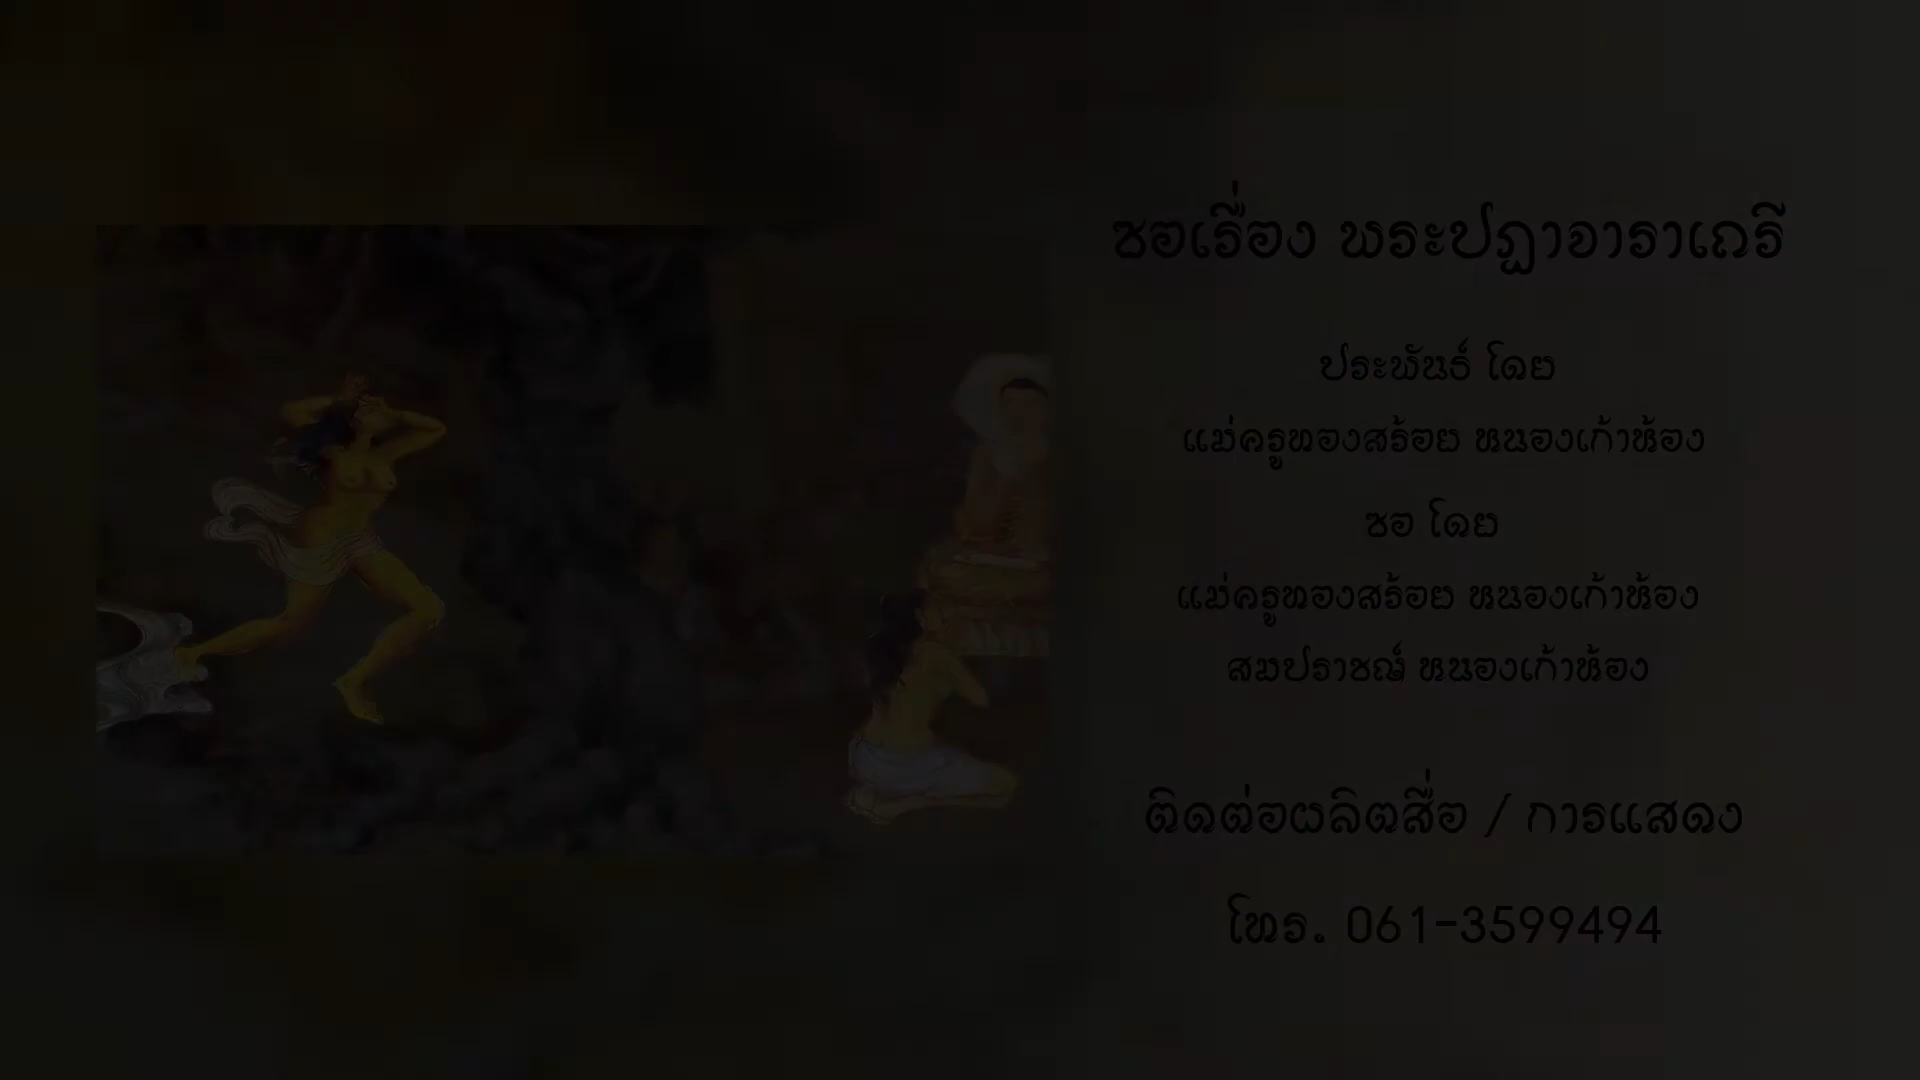 ซอเรื่อง พระปฏาจาราเถรี
ประพันธ์ โดย
แม่ครูทองสร้อย หนองเก้าห้อง
ซอ โดย
แม่ครูทองสร้อย หนองเก้าห้อง
สมปราชญ์ หนองเก้าห้อง
ติดต่อผลิตสื่อ / การแสดง
โทร. 061-3599494